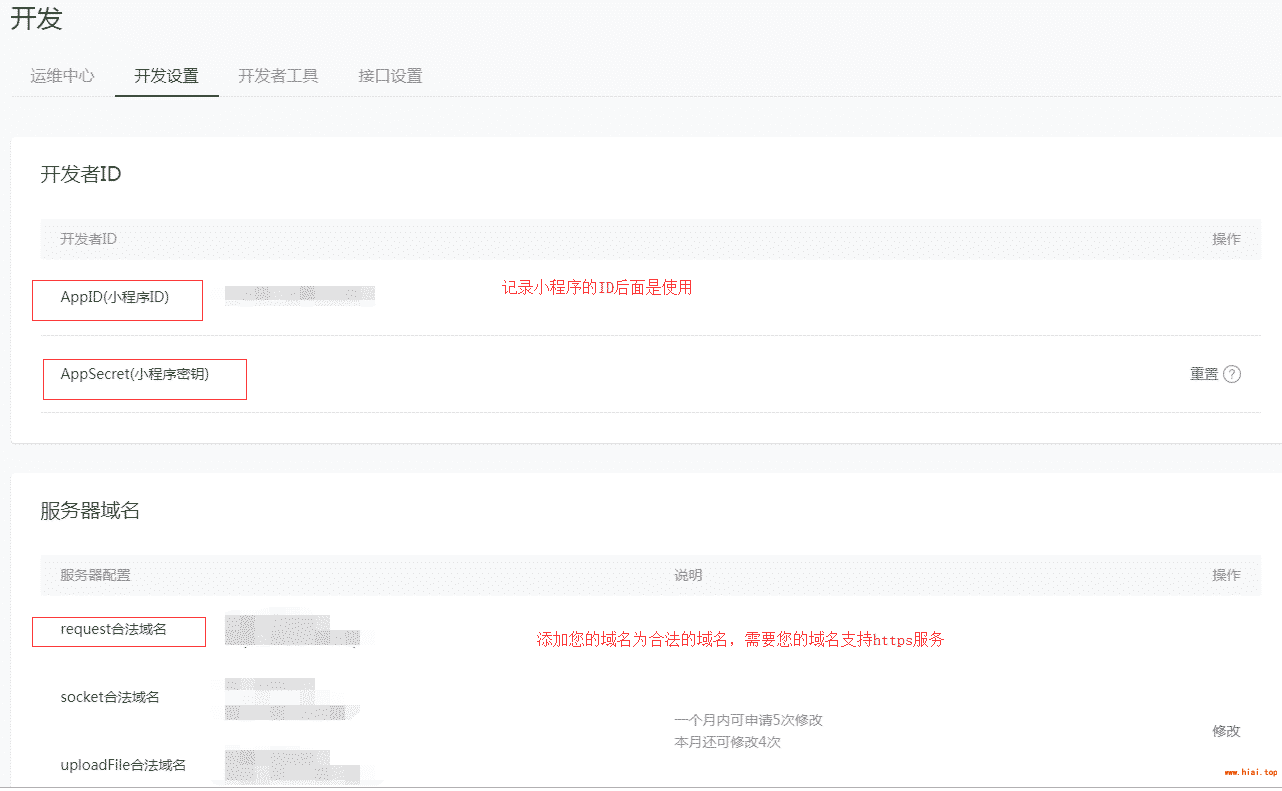 开发
运维中心 开发设置 开发者工具 接口设置
开发者ID
开发者ID 操作
AppID(小程序ID) 记录小程序的ID后面是使用
AppSecret(小程序密钥) 重置 ?
服务器域名
服务器配置 说明 操作
request合法域名 添加您的域名为合法的域名，需要您的域名支持https服务
socket合法域名
一个月内可申请5次修改
本月还可修改4次
修改
uploadFile合法域名
www.hiai.top